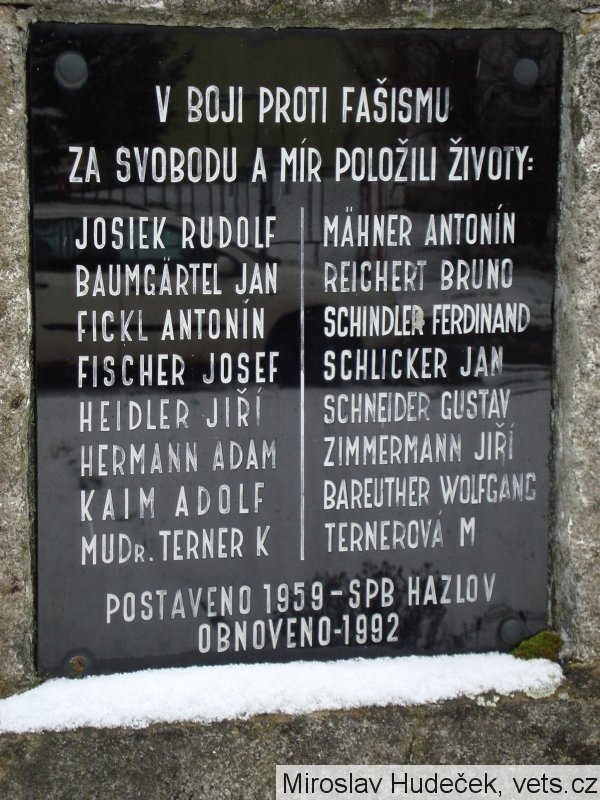 V BOJI PROTI FAŠISMU
ZA SVOBODU A MÍR POLOŽILI ŽIVOTY:
JOSIEK RUDOLF
BAUMGÄRTEL JAN
FICKL ANTONÍN
FISCHER JOSEF
HEIDLER JIŘÍ
HERMANN ADAM
KAIM ADOLF
MUDR. TERNER K
MÄHNER ANTONÍN
REICHERT BRUNO
SCHINDLER FERDINAND
SCHLICKER JAN
SCHNEIDER GUSTAV
ZIMMERMANN JIŘÍ
BAREUTHER WOLFGANG
TERNEROVÁ M
POSTAVENO 1959 - SPB HAZLOV
OBNOVENO - 1992
Miroslav Hudeček, vets.cz